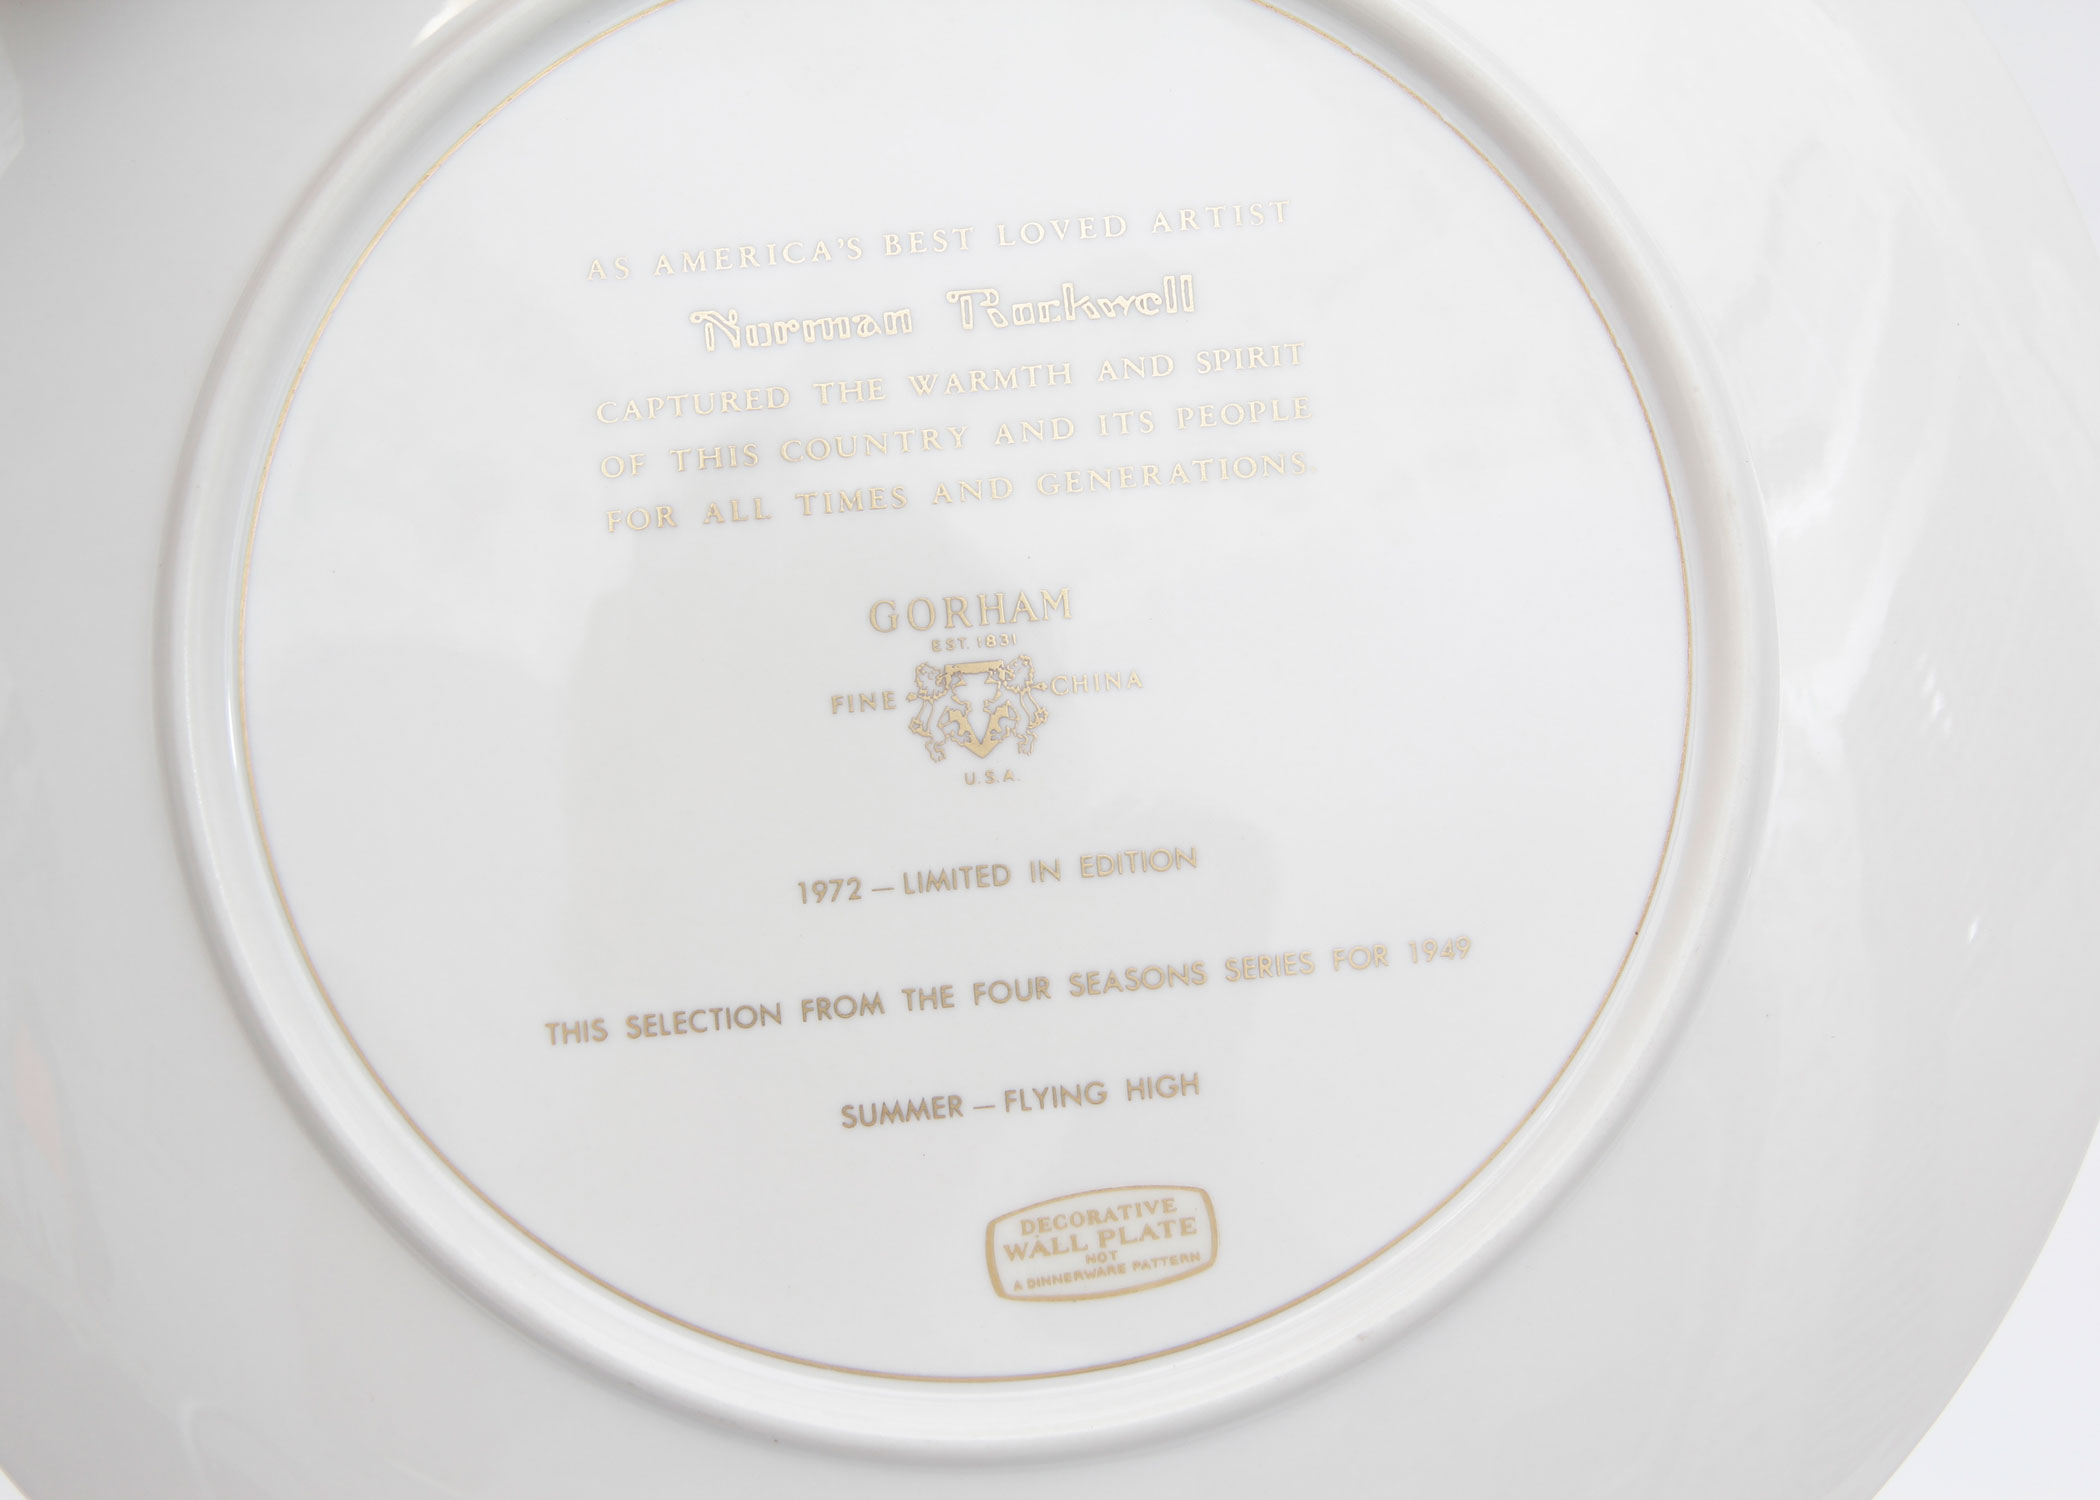 AS AMERICA'S BEST LOVED ARTIST
Norman Rockwell
CAPTURED THE WARMTH AND SPIRIT
OF THIS COUNTRY AND ITS PEOPLE
FOR ALL TIMES AND GENERATIONS.
GORHAM
EST. 1831
FINE CHINA
U.S.A.
1972 — LIMITED IN EDITION
THIS SELECTION FROM THE FOUR SEASONS SERIES FOR 1949
SUMMER — FLYING HIGH
DECORATIVE
WALL PLATE
NOT
A DINNERWARE PATTERN